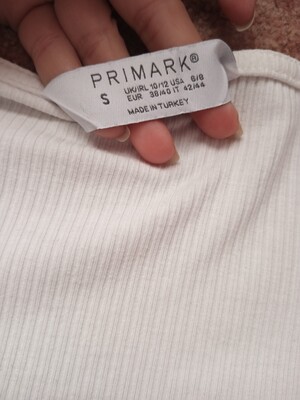 PRIMARK®
S
UK/IRL 10/12 USA 6/8
EUR 38/40 IT 42/44
MADE IN TURKEY